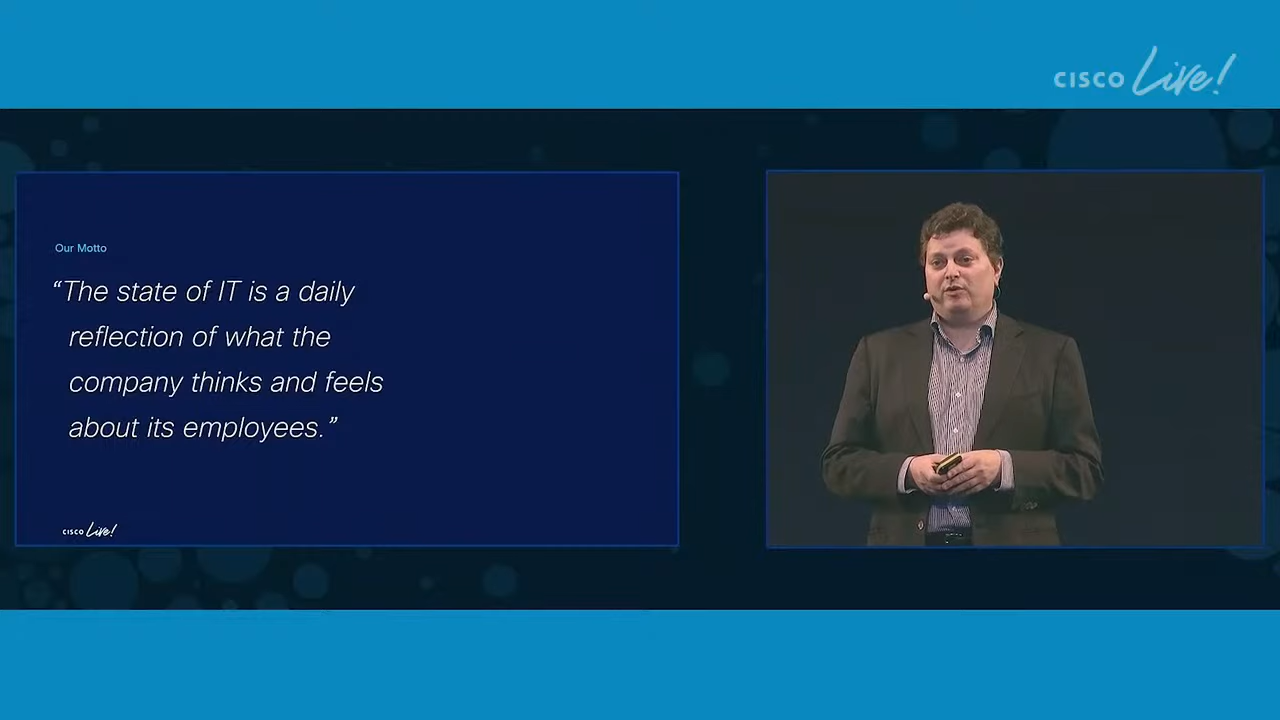 CISCO Live!
Our Motto
“The state of IT is a daily
reflection of what the
company thinks and feels
about its employees.”
CISCO Live!